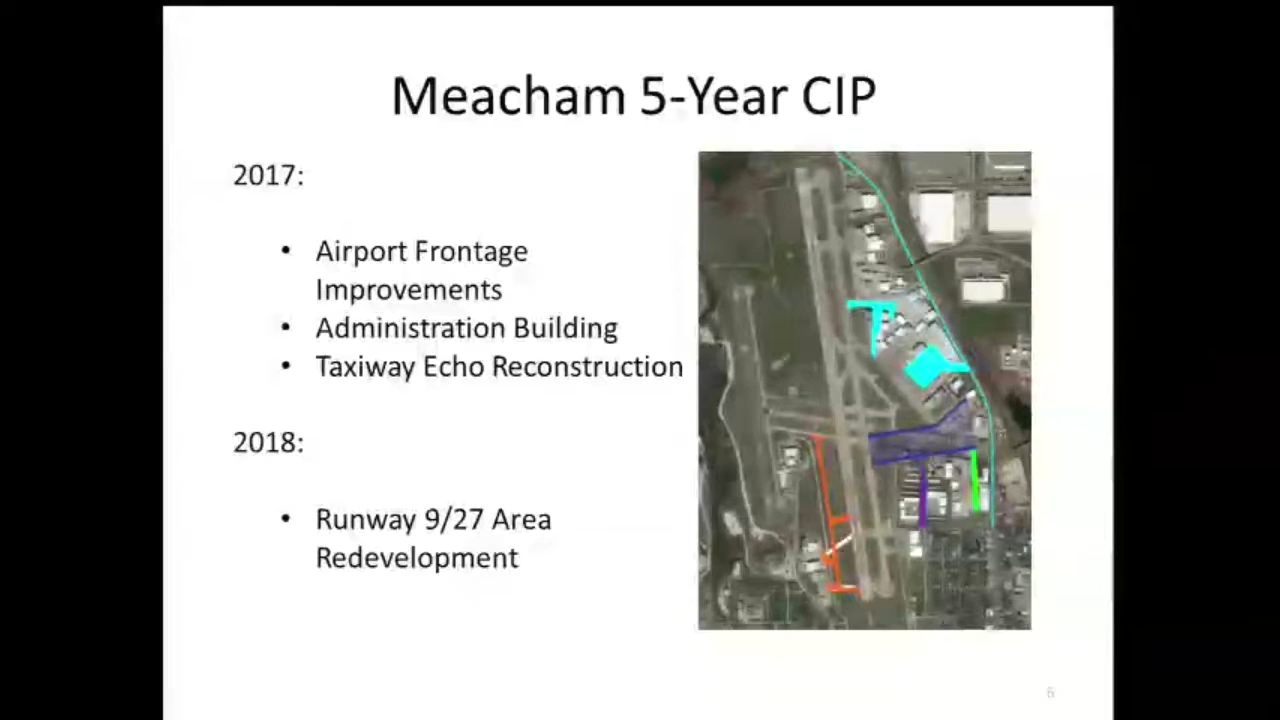 Meacham 5-Year CIP
2017:
• Airport Frontage
Improvements
• Administration Building
• Taxiway Echo Reconstruction
2018:
• Runway 9/27 Area
Redevelopment
6